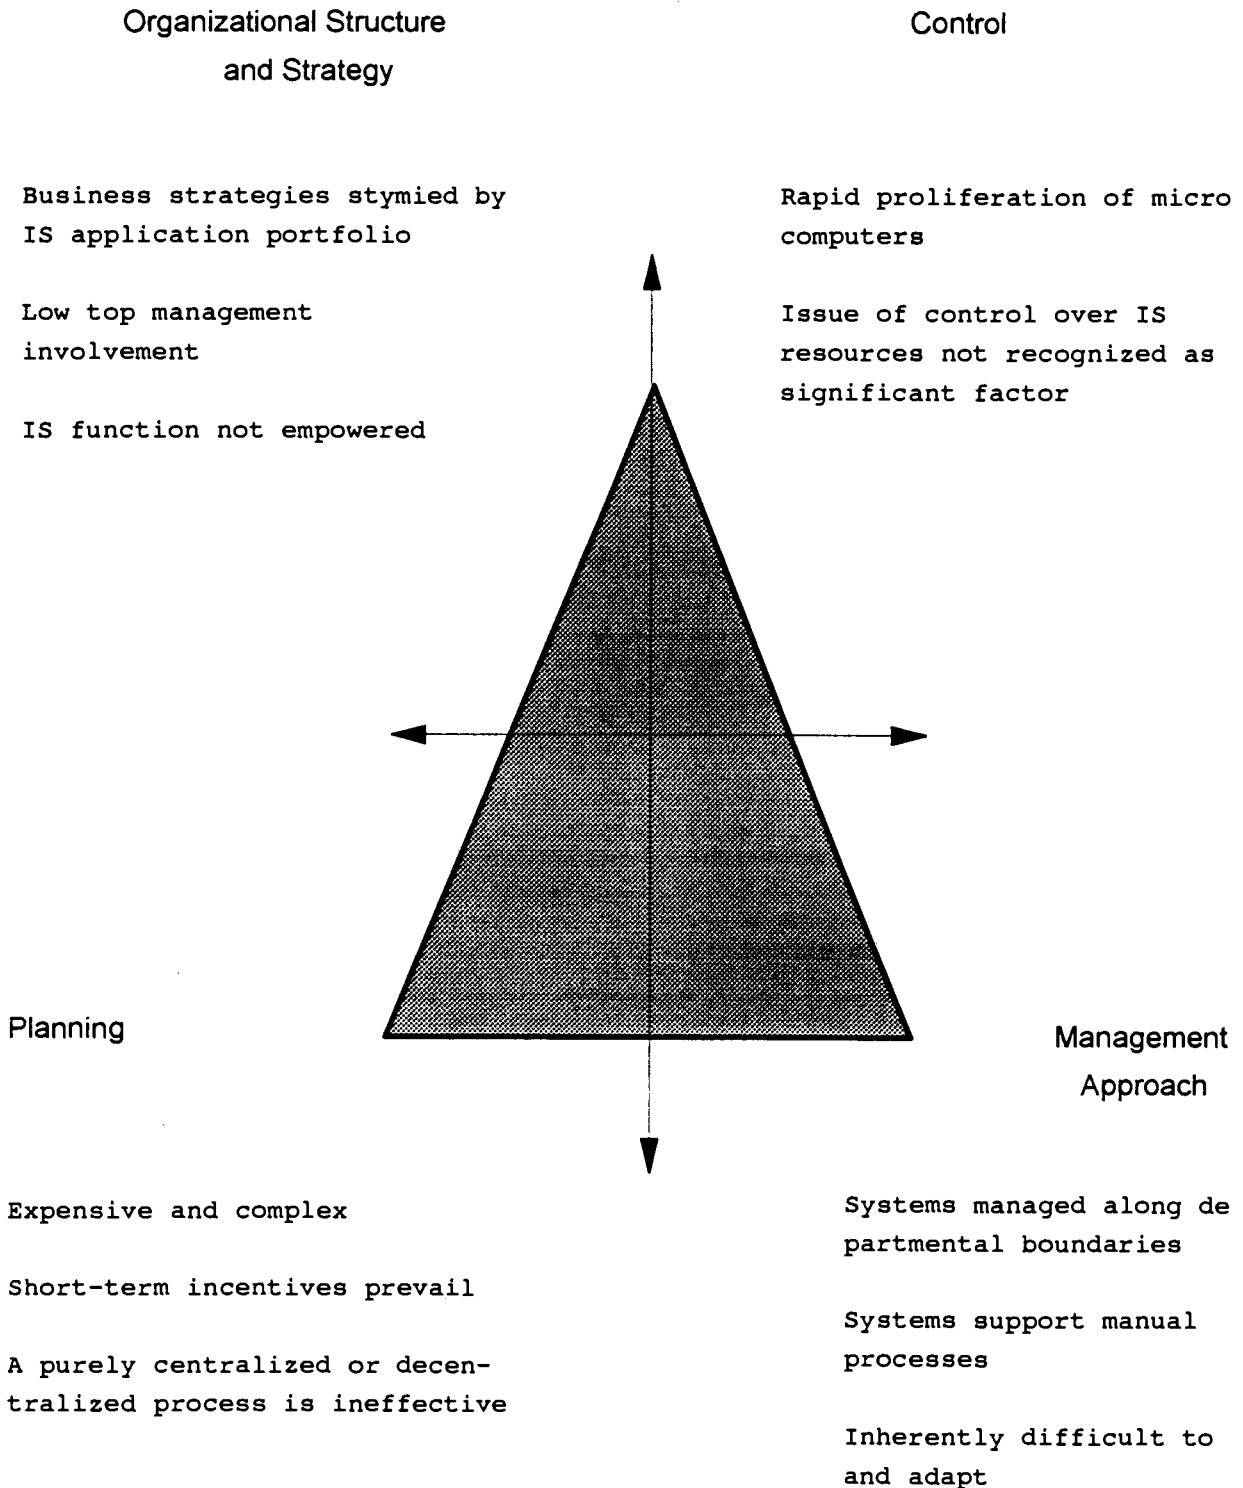 Organizational Structure
and Strategy
Control
Business strategies stymied by
IS application portfolio
Low top management
involvement
IS function not empowered
Rapid proliferation of micro
computers
Issue of control over IS
resources not recognized as
significant factor
Planning
Management
Approach
Expensive and complex
Short-term incentives prevail
A purely centralized or decen-
tralized process is ineffective
Systems managed along de
partmental boundaries
Systems support manual
processes
Inherently difficult to
and adapt